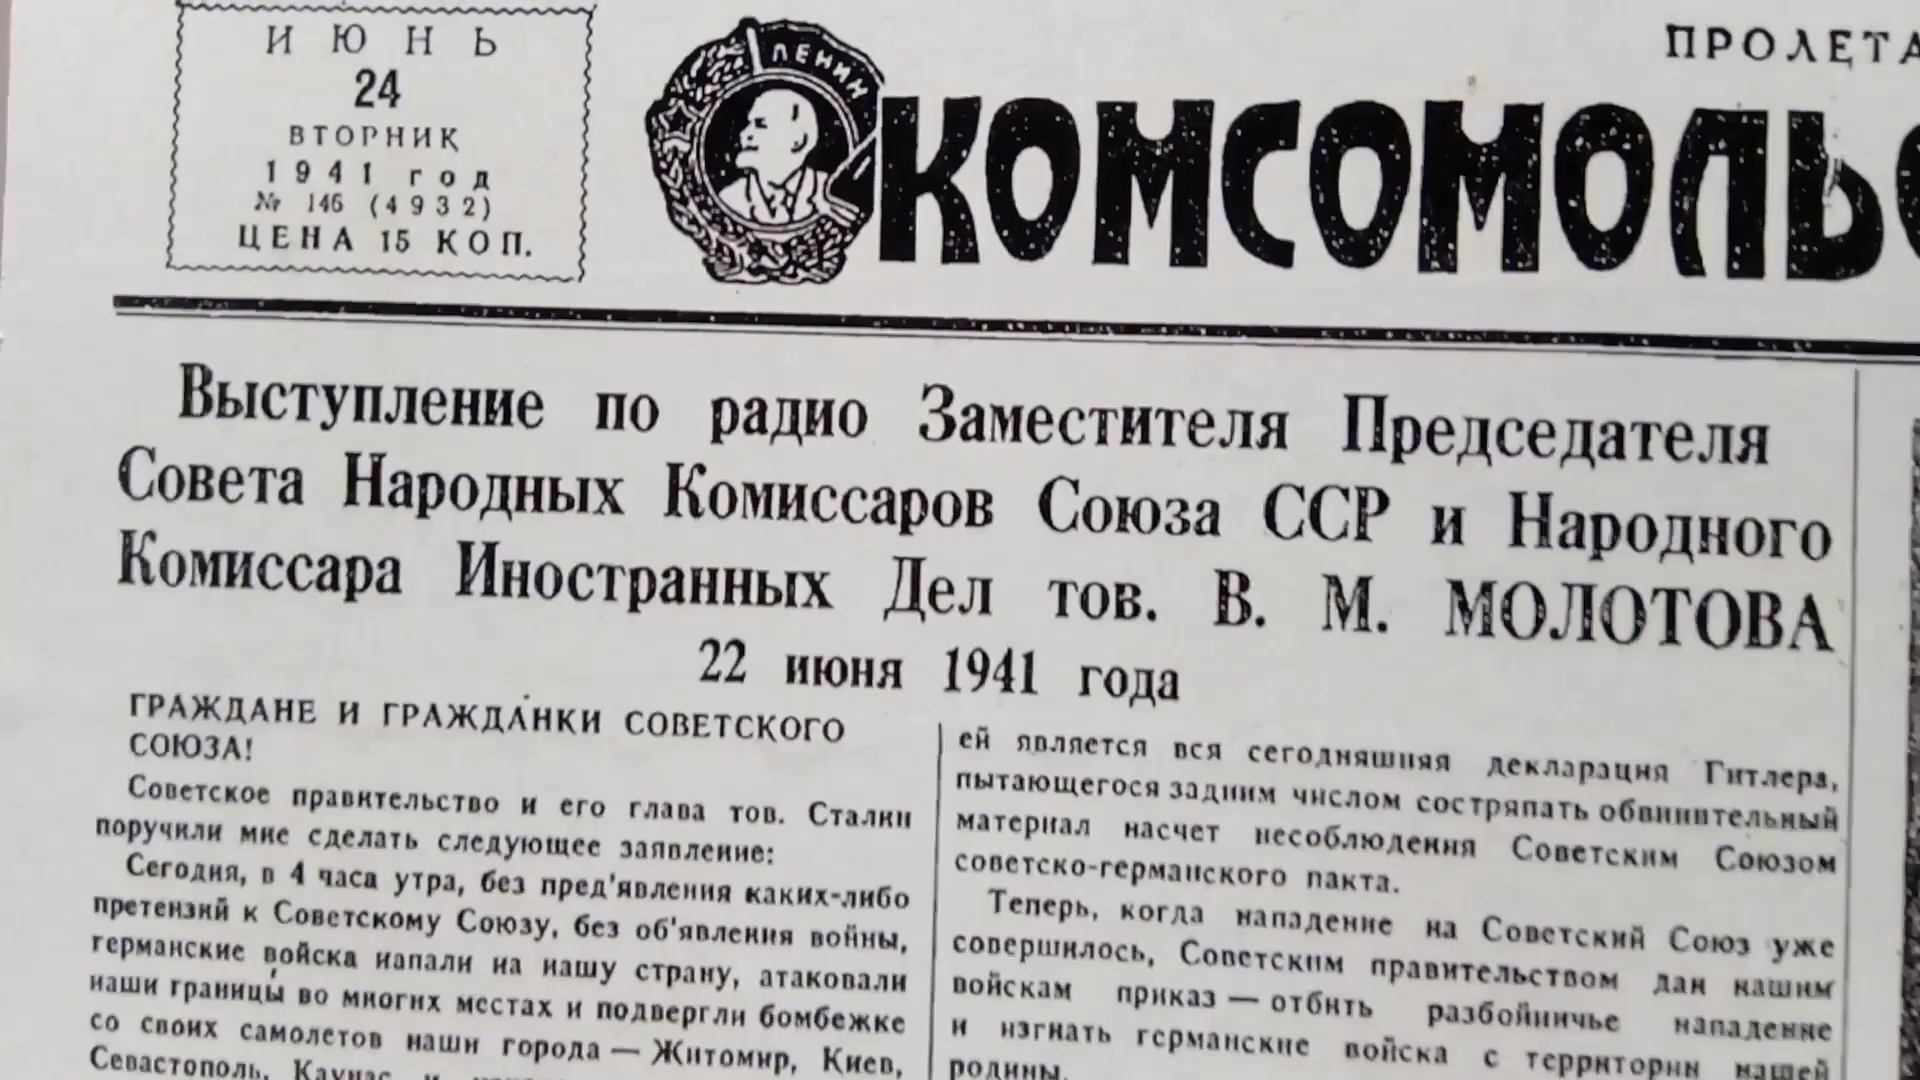 ИЮНЬ
24
ВТОРНИК
1941 год
№ 146 (4932)
ЦЕНА 15 КОП.
ЛЕНИН
ПРОЛЕТА
КОМСОМОЛЬС
Выступление по радио Заместителя Председателя
Совета Народных Комиссаров Союза ССР и Народного
Комиссара Иностранных Дел тов. В. М. МОЛОТОВА
22 июня 1941 года
ГРАЖДАНЕ И ГРАЖДАНКИ СОВЕТСКОГО
СОЮЗА!
Советское правительство и его глава тов. Сталин
поручили мне сделать следующее заявление:
Сегодня, в 4 часа утра, без пред'явления каких-либо
претензий к Советскому Союзу, без об'явления войны,
германские войска напали на нашу страну, атаковали
наши границы во многих местах и подвергли бомбежке
со своих самолетов наши города — Житомир, Киев,
Севастополь, Каунас и
ей является вся сегодняшняя декларация Гитлера,
пытающегося задним числом состряпать обвинительный
материал насчет несоблюдения Советским Союзом
советско-германского пакта.
Теперь, когда нападение на Советский Союз уже
совершилось, Советским правительством дан нашим
войскам приказ — отбить разбойничье нападение
и изгнать германские войска с территории нашей
родины.